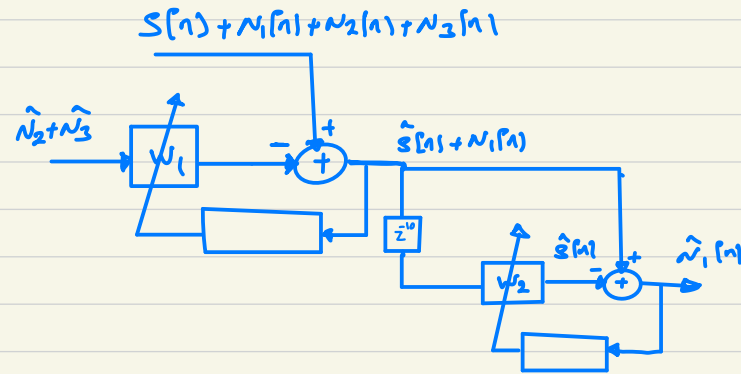 S[n] + N₁[n] + N₂[n] + N₃[n]
N̂₂ + N̂₃
W₁
−
+
+
ŝ[n] + N₁[n]
z⁻¹⁰
W₂
ŝ[n]
−
+
+
N̂₁[n]